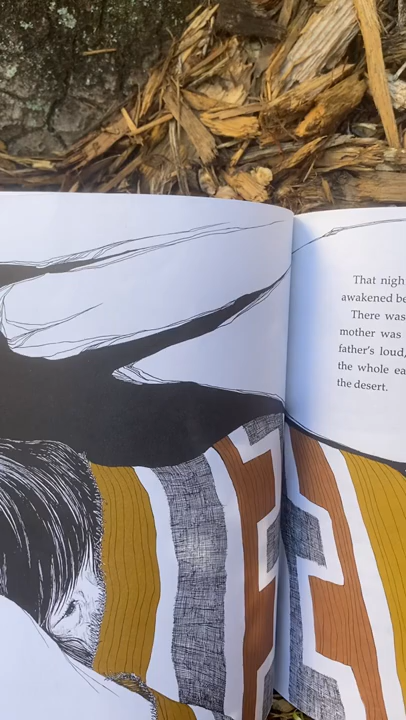 That nigh
awakened be
There was
mother was
father's loud,
the whole ea
the desert.